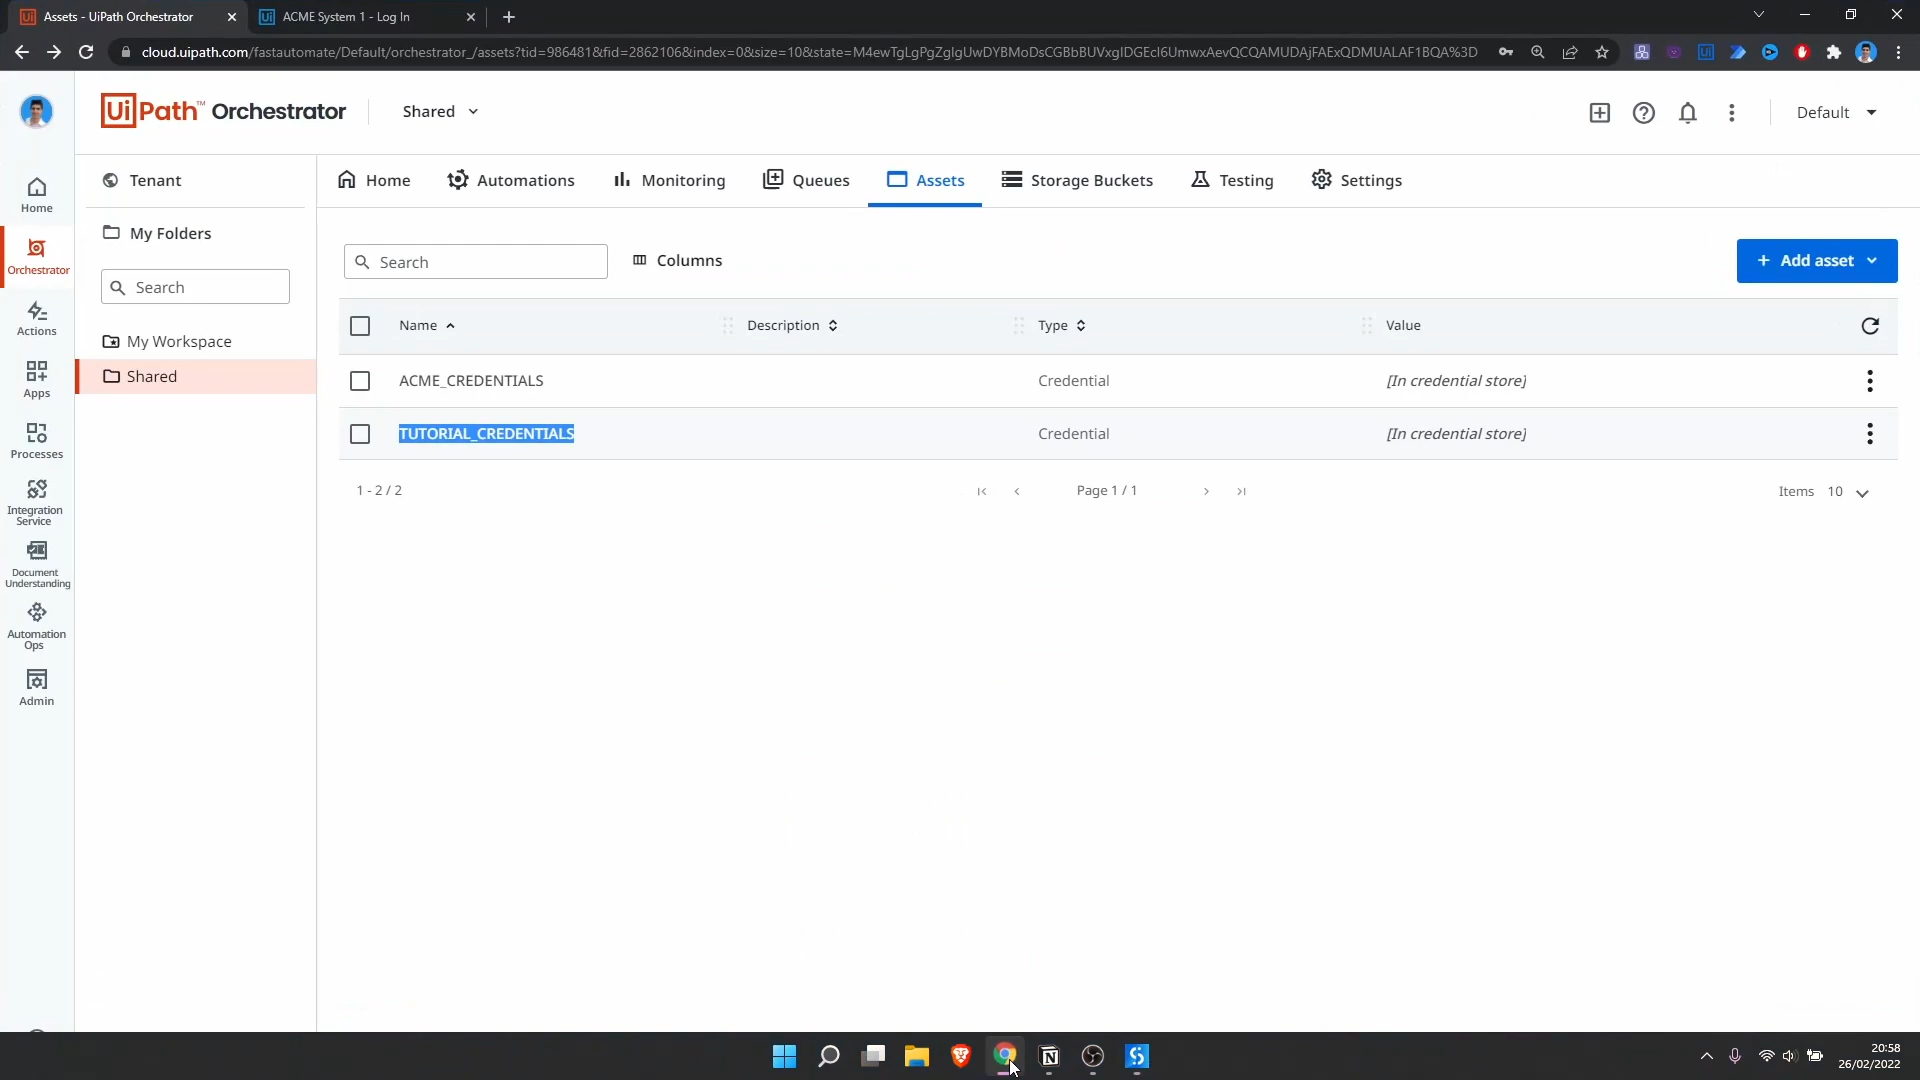 Assets - UiPath Orchestrator
ACME System 1 - Log In
cloud.uipath.com/fastautomate/Default/orchestrator_/assets?tid=986481&fid=2862106&index=0&size=10&state=M4ewTgLgPgZglgUwDYBMoDsCGBbBUVxgIDGEcI6UmwxAevQCQAMUDAjFAExQDMUALAF1BQA%3D
UiPath™ Orchestrator
Shared
Default
Tenant
Home
Automations
Monitoring
Queues
Assets
Storage Buckets
Testing
Settings
Home
Orchestrator
Actions
Apps
Processes
Integration
Service
Document
Understanding
Automation
Ops
Admin
My Folders
Search
My Workspace
Shared
Search
Columns
+ Add asset
Name
Description
Type
Value
ACME_CREDENTIALS
Credential
[In credential store]
TUTORIAL_CREDENTIALS
Credential
[In credential store]
1 - 2 / 2
Page 1 / 1
Items 10
20:58
26/02/2022